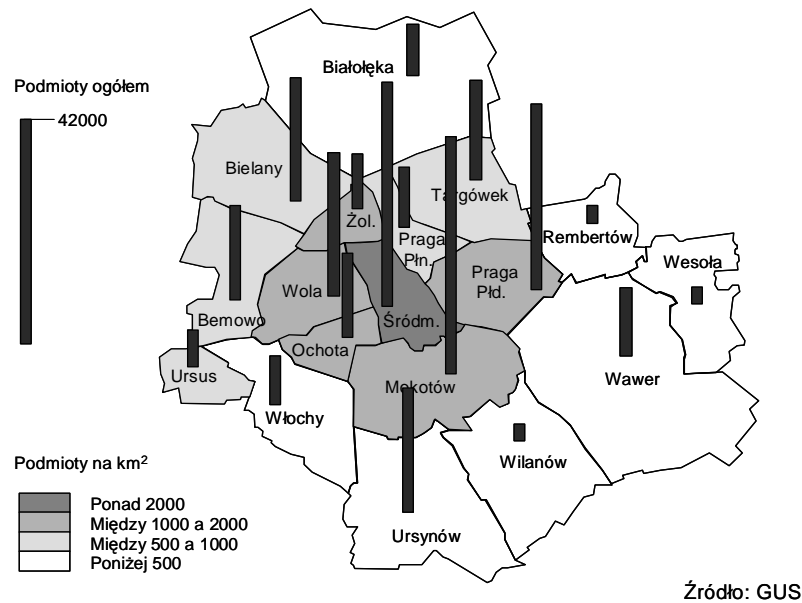 Białołęka
Podmioty ogółem
42000
Bielany
Targówek
Żol.
Rembertów
Praga
Płn.
Wesoła
Praga
Płd.
Wola
Bemowo
Śródm.
Ochota
Ursus
Wawer
Mokotów
Włochy
Wilanów
Podmioty na km²
Ponad 2000
Między 1000 a 2000
Ursynów
Między 500 a 1000
Poniżej 500
Źródło: GUS